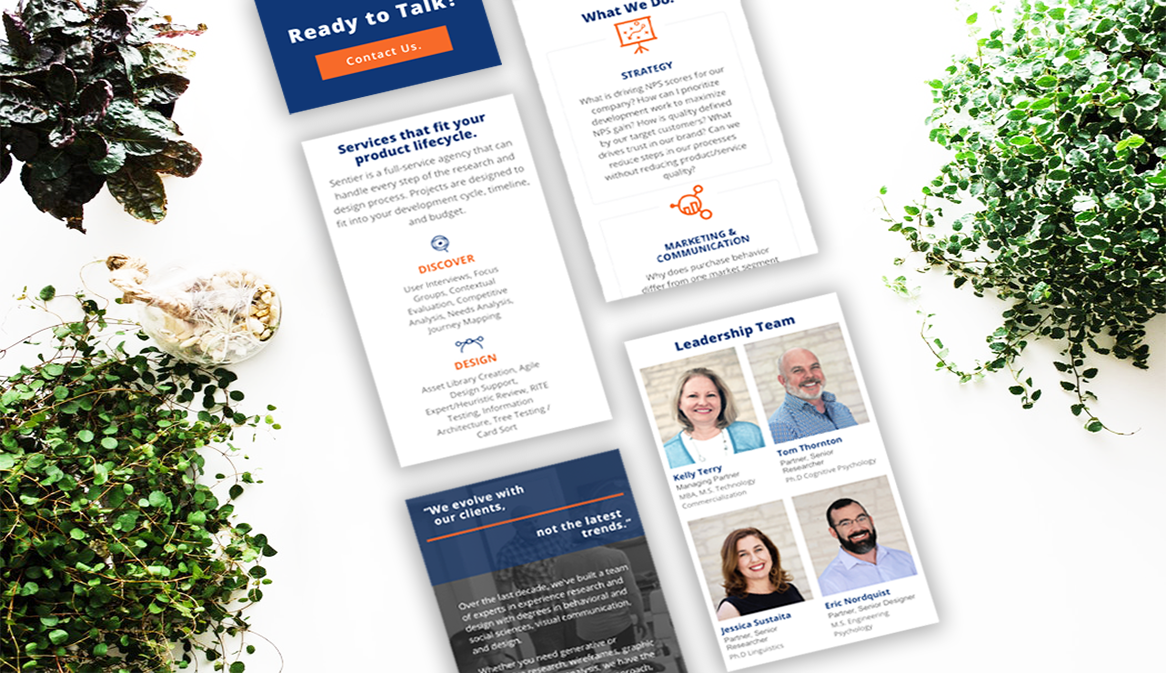 Ready to Talk?
Contact Us.
What We Do.
STRATEGY
What is driving NPS scores for our
company? How can I prioritize
development work to maximize
NPS gain? How is quality defined
by our target customers? What
drives trust in our brand? Can we
reduce steps in our processes
without reducing product/service
quality?
MARKETING &
COMMUNICATION
Why does purchase behavior
differ from one market segment
Services that fit your
product lifecycle.
Sentier is a full-service agency that can
handle every step of the research and
design process. Projects are designed to
fit into your development cycle, timeline,
and budget.
DISCOVER
User Interviews, Focus
Groups, Contextual
Evaluation, Competitive
Analysis, Needs Analysis,
Journey Mapping
DESIGN
Asset Library Creation, Agile
Design Support,
Expert/Heuristic Review, RITE
Testing, Information
Architecture, Tree Testing /
Card Sort
Leadership Team
Kelly Terry
Managing Partner
MBA, M.S. Technology
Commercialization
Tom Thornton
Partner, Senior
Researcher
Ph.D Cognitive Psychology
Jessica Sustaita
Partner, Senior
Researcher
Ph.D Linguistics
Eric Nordquist
Partner, Senior Designer
M.S. Engineering
Psychology
“We evolve with
our clients,
not the latest
trends.”
Over the last decade, we've built a team
of experts in experience research and
design with degrees in behavioral and
social sciences, visual communication,
and design.
Whether you need generative or
research, wireframes, graphic
analysis, we have the
approach,